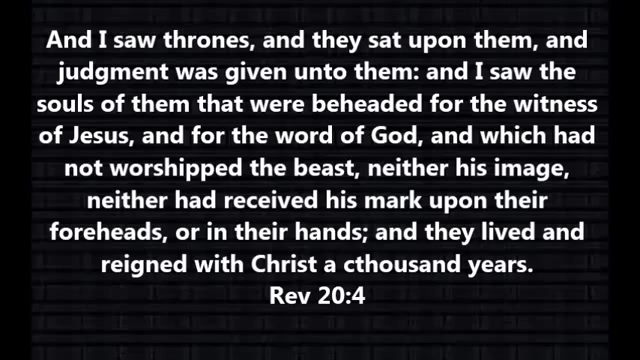 And I saw thrones, and they sat upon them, and
judgment was given unto them: and I saw the
souls of them that were beheaded for the witness
of Jesus, and for the word of God, and which had
not worshipped the beast, neither his image,
neither had received his mark upon their
foreheads, or in their hands; and they lived and
reigned with Christ a cthousand years.
Rev 20:4